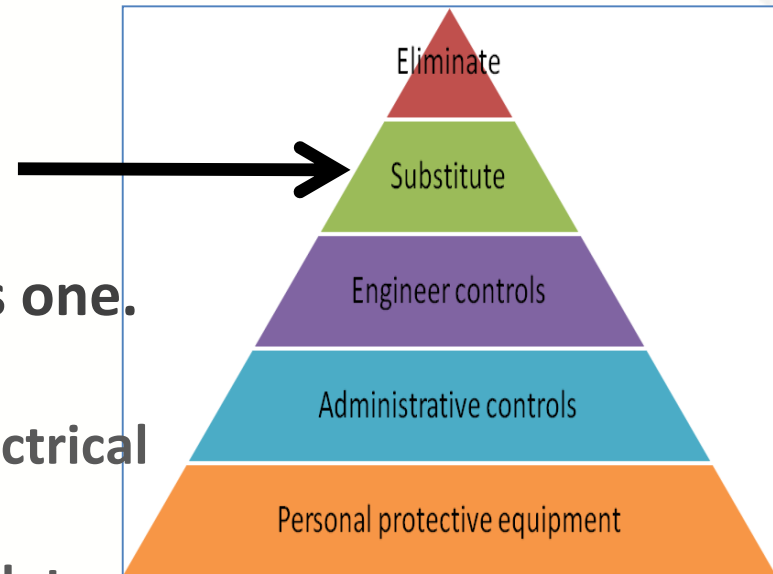 Eliminate
Substitute
s one.
Engineer controls
Administrative controls
ctrical
Personal protective equipment